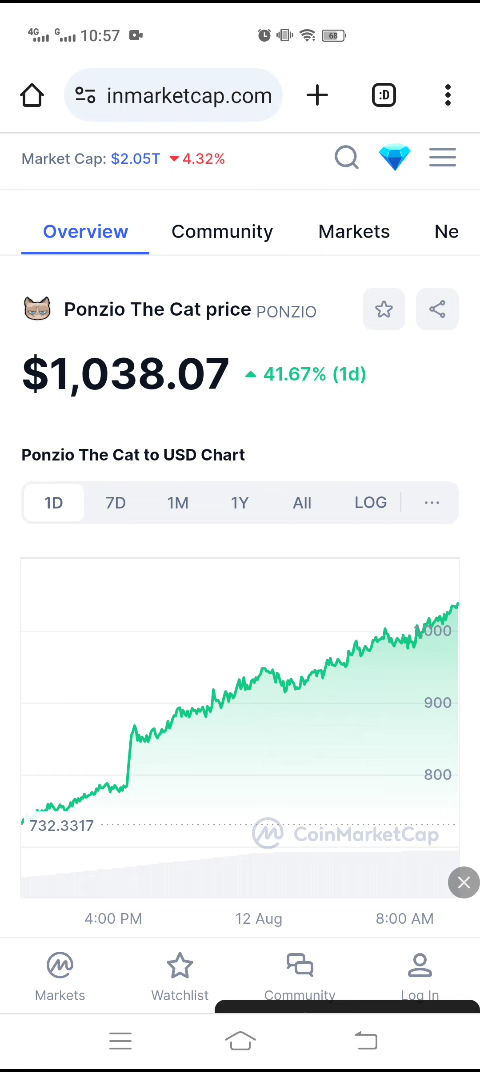 4G G 10:57 68
inmarketcap.com :D
Market Cap: $2.05T 4.32%
Overview Community Markets Ne
Ponzio The Cat price PONZIO
$1,038.07 41.67% (1d)
Ponzio The Cat to USD Chart
1D 7D 1M 1Y All LOG ...
1000
900
800
732.3317
CoinMarketCap
4:00 PM 12 Aug 8:00 AM
Markets Watchlist Community Log In